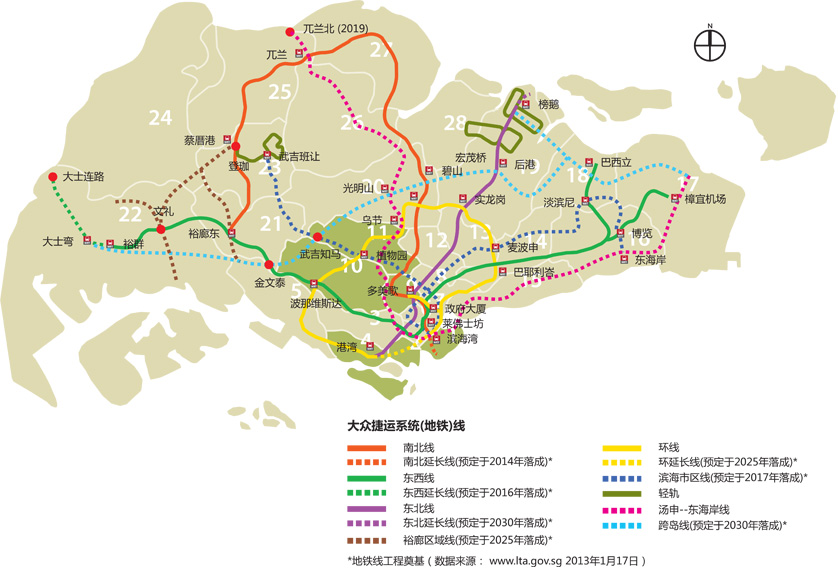 N
兀兰北 (2019)
兀兰
27
25
24
28
榜鹅
蔡厝港
登珈
武吉班让
宏茂桥
碧山
后港
巴西立
18
大士连路
光明山
实龙岗
淡滨尼
17
樟宜机场
22
文礼
21
乌节
11
12
13
大士弯
裕群
裕廊东
武吉知马
植物园
10
麦波申
博览
16
东海岸
金文泰
5
波那维斯达
多美歌
巴耶利峇
政府大厦
3
莱佛士坊
港湾
4
滨海湾
大众捷运系统(地铁)线
南北线
南北延长线(预定于2014年落成)*
东西线
东西延长线(预定于2016年落成)*
东北线
东北延长线(预定于2030年落成)*
裕廊区域线(预定于2025年落成)*
环线
环延长线(预定于2025年落成)*
滨海市区线(预定于2017年落成)*
轻轨
汤申--东海岸线
跨岛线(预定于2030年落成)*
*地铁线工程奠基 ( 数据来源： www.lta.gov.sg 2013年1月17日 )